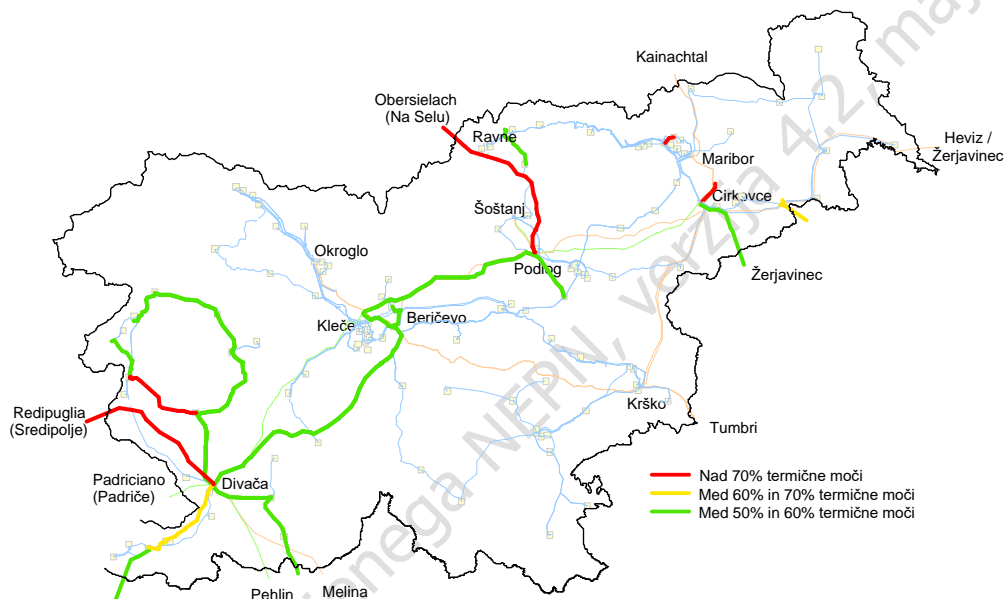 Kainachtal
Obersielach
(Na Selu)
Ravne
Maribor
Heviz /
Žerjavinec
Cirkovce
Šoštanj
Okroglo
Podlog
Žerjavinec
Kleče
Beričevo
Krško
Redipuglia
(Sredipolje)
Tumbri
Padriciano
(Padriče)
Divača
Nad 70% termične moči
Med 60% in 70% termične moči
Med 50% in 60% termične moči
Pehlin
Melina
nega NEPN, verzija 4.2, maj